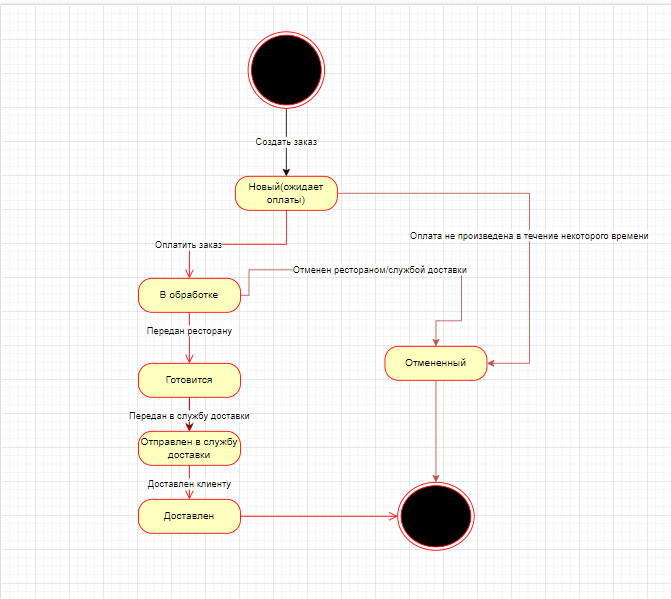 Создать заказ
Новый(ожидает
оплаты)
Оплата не произведена в течение некоторого времени
Оплатить заказ
Отменен рестораном/службой доставки
В обработке
Передан ресторану
Отмененный
Готовится
Передан в службу доставки
Отправлен в службу
доставки
Доставлен клиенту
Доставлен